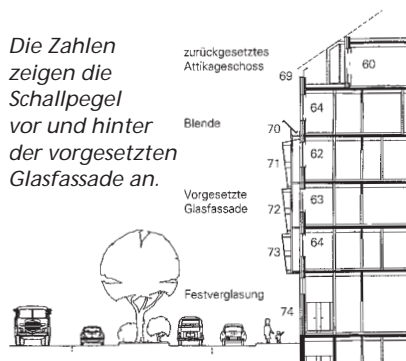 Die Zahlen
zeigen die
Schallpegel
vor und hinter
der vorgesetzten
Glasfassade an.
zurückgesetztes
Attikageschoss
69
60
64
Blende
70
71
62
Vorgesetzte
Glasfassade
72
63
73
64
Festverglasung
74